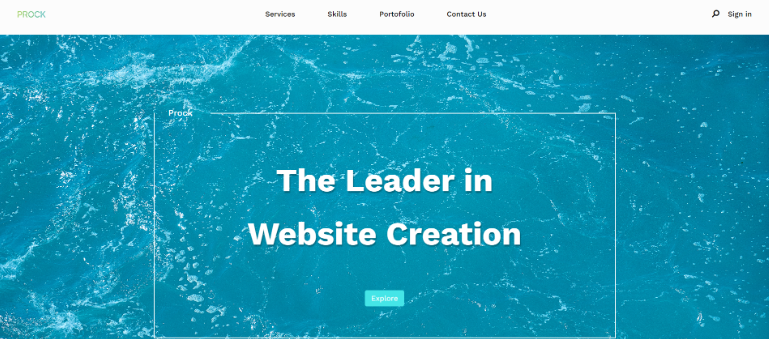 PROCK
Services Skills Portofolio Contact Us
Sign in
Prock
The Leader in
Website Creation
Explore